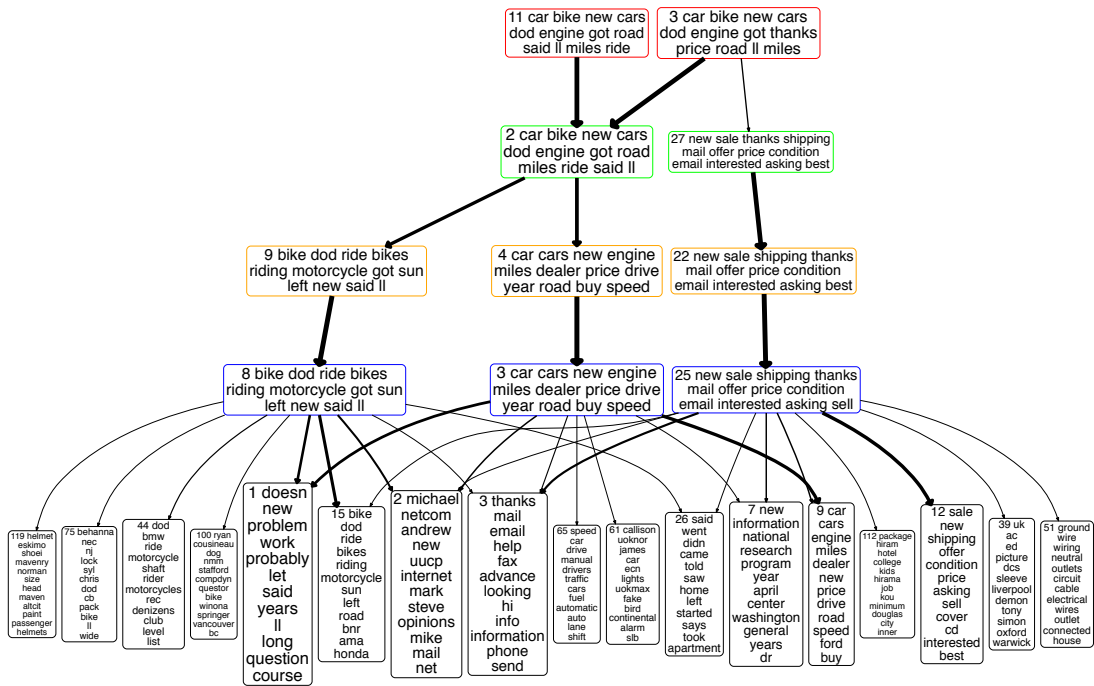 11 car bike new cars
dod engine got road
said ll miles ride
3 car bike new cars
dod engine got thanks
price road ll miles
2 car bike new cars
dod engine got road
miles ride said ll
27 new sale thanks shipping
mail offer price condition
email interested asking best
9 bike dod ride bikes
riding motorcycle got sun
left new said ll
4 car cars new engine
miles dealer price drive
year road buy speed
22 new sale shipping thanks
mail offer price condition
email interested asking best
8 bike dod ride bikes
riding motorcycle got sun
left new said ll
3 car cars new engine
miles dealer price drive
year road buy speed
25 new sale shipping thanks
mail offer price condition
email interested asking sell
119 helmet
eskimo
shoei
mavenry
norman
size
head
maven
altcit
paint
passenger
helmets
75 behanna
nec
nj
lock
syl
chris
dod
cb
pack
bike
ll
wide
44 dod
bmw
ride
motorcycle
shaft
rider
motorcycles
rec
denizens
club
level
list
100 ryan
cousineau
dog
nmm
stafford
compdyn
questor
bike
winona
springer
vancouver
bc
1 doesn
new
problem
work
probably
let
said
years
ll
long
question
course
15 bike
dod
ride
bikes
riding
motorcycle
sun
left
road
bnr
ama
honda
2 michael
netcom
andrew
new
uucp
internet
mark
steve
opinions
mike
mail
net
3 thanks
mail
email
help
fax
advance
looking
hi
info
information
phone
send
65 speed
car
drive
manual
drivers
traffic
cars
fuel
automatic
auto
lane
shift
61 callison
uoknor
james
car
ecn
lights
uokmax
fake
bird
continental
alarm
slb
26 said
went
didn
came
told
saw
home
left
started
says
took
apartment
7 new
information
national
research
program
year
april
center
washington
general
years
dr
9 car
cars
engine
miles
dealer
new
price
drive
road
speed
ford
buy
112 package
hiram
hotel
college
kids
hirama
job
kou
minimum
douglas
city
inner
12 sale
new
shipping
offer
condition
price
asking
sell
cover
cd
interested
best
39 uk
ac
ed
picture
dcs
sleeve
liverpool
demon
tony
simon
oxford
warwick
51 ground
wire
wiring
neutral
outlets
circuit
cable
electrical
wires
outlet
connected
house